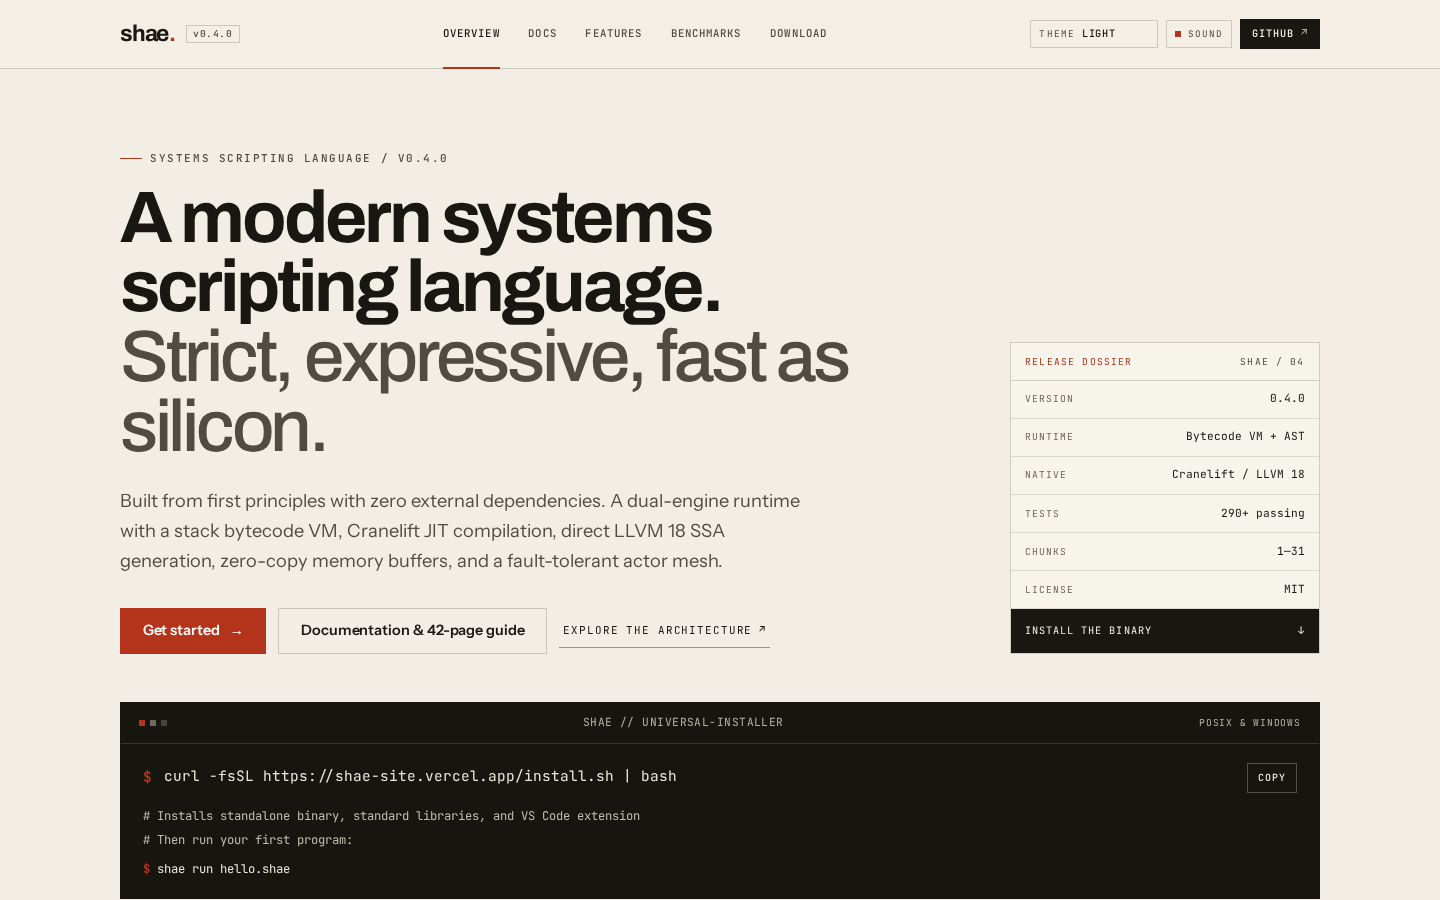 shae. v0.4.0
OVERVIEW DOCS FEATURES BENCHMARKS DOWNLOAD
THEME LIGHT SOUND GITHUB ↗
SYSTEMS SCRIPTING LANGUAGE / V0.4.0
A modern systems
scripting language.
Strict, expressive, fast as
silicon.
Built from first principles with zero external dependencies. A dual-engine runtime
with a stack bytecode VM, Cranelift JIT compilation, direct LLVM 18 SSA
generation, zero-copy memory buffers, and a fault-tolerant actor mesh.
Get started →
Documentation & 42-page guide
EXPLORE THE ARCHITECTURE ↗
RELEASE DOSSIER SHAE / 04
VERSION 0.4.0
RUNTIME Bytecode VM + AST
NATIVE Cranelift / LLVM 18
TESTS 290+ passing
CHUNKS 1—31
LICENSE MIT
INSTALL THE BINARY ↓
SHAE // UNIVERSAL-INSTALLER
POSIX & WINDOWS
$ curl -fsSL https://shae-site.vercel.app/install.sh | bash
COPY
# Installs standalone binary, standard libraries, and VS Code extension
# Then run your first program:
$ shae run hello.shae